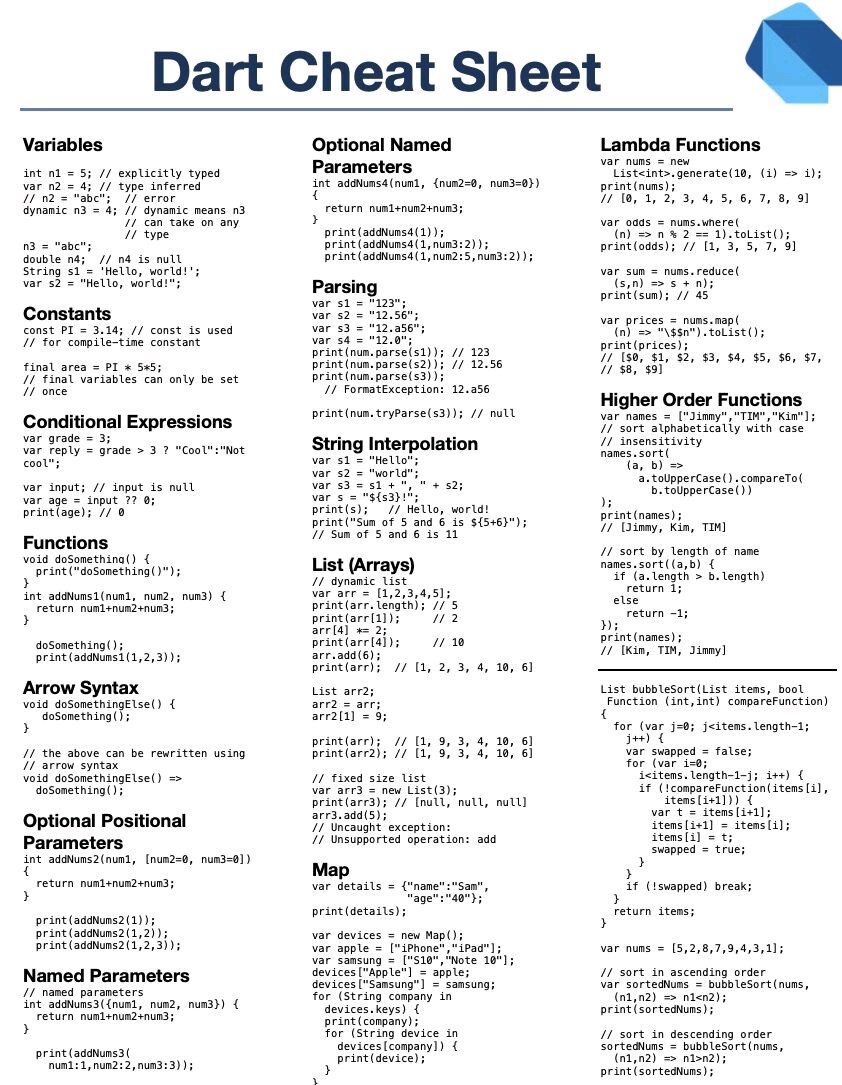 Dart Cheat Sheet
Variables
int n1 = 5; // explicitly typed
var n2 = 4; // type inferred
// n2 = "abc";  // error
dynamic n3 = 4; // dynamic means n3
                // can take on any
                // type
n3 = "abc";
double n4;  // n4 is null
String s1 = 'Hello, world!';
var s2 = "Hello, world!";
Constants
const PI = 3.14; // const is used
// for compile-time constant
final area = PI * 5*5;
// final variables can only be set
// once
Conditional Expressions
var grade = 3;
var reply = grade > 3 ? "Cool":"Not
cool";
var input; // input is null
var age = input ?? 0;
print(age); // 0
Functions
void doSomething() {
  print("doSomething()");
}
int addNums1(num1, num2, num3) {
  return num1+num2+num3;
}
  doSomething();
  print(addNums1(1,2,3));
Arrow Syntax
void doSomethingElse() {
   doSomething();
}
// the above can be rewritten using
// arrow syntax
void doSomethingElse() =>
  doSomething();
Optional Positional
Parameters
int addNums2(num1, [num2=0, num3=0])
{
  return num1+num2+num3;
}
  print(addNums2(1));
  print(addNums2(1,2));
  print(addNums2(1,2,3));
Named Parameters
// named parameters
int addNums3({num1, num2, num3}) {
  return num1+num2+num3;
}
  print(addNums3(
    num1:1,num2:2,num3:3));
Optional Named
Parameters
int addNums4(num1, {num2=0, num3=0})
{
  return num1+num2+num3;
}
  print(addNums4(1));
  print(addNums4(1,num3:2));
  print(addNums4(1,num2:5,num3:2));
Parsing
var s1 = "123";
var s2 = "12.56";
var s3 = "12.a56";
var s4 = "12.0";
print(num.parse(s1)); // 123
print(num.parse(s2)); // 12.56
print(num.parse(s3));
  // FormatException: 12.a56
print(num.tryParse(s3)); // null
String Interpolation
var s1 = "Hello";
var s2 = "world";
var s3 = s1 + ", " + s2;
var s = "${s3}!";
print(s);   // Hello, world!
print("Sum of 5 and 6 is ${5+6}");
// Sum of 5 and 6 is 11
List (Arrays)
// dynamic list
var arr = [1,2,3,4,5];
print(arr.length); // 5
print(arr[1]);     // 2
arr[4] *= 2;
print(arr[4]);     // 10
arr.add(6);
print(arr);  // [1, 2, 3, 4, 10, 6]
List arr2;
arr2 = arr;
arr2[1] = 9;
print(arr);  // [1, 9, 3, 4, 10, 6]
print(arr2); // [1, 9, 3, 4, 10, 6]
// fixed size list
var arr3 = new List(3);
print(arr3); // [null, null, null]
arr3.add(5);
// Uncaught exception:
// Unsupported operation: add
Map
var details = {"name":"Sam",
               "age":"40"};
print(details);
var devices = new Map();
var apple = ["iPhone","iPad"];
var samsung = ["S10","Note 10"];
devices["Apple"] = apple;
devices["Samsung"] = samsung;
for (String company in
  devices.keys) {
  print(company);
  for (String device in
    devices[company]) {
    print(device);
  }
}
Lambda Functions
var nums = new
  List<int>.generate(10, (i) => i);
print(nums);
// [0, 1, 2, 3, 4, 5, 6, 7, 8, 9]
var odds = nums.where(
  (n) => n % 2 == 1).toList();
print(odds); // [1, 3, 5, 7, 9]
var sum = nums.reduce(
  (s,n) => s + n);
print(sum); // 45
var prices = nums.map(
  (n) => "\$$n").toList();
print(prices);
// [$0, $1, $2, $3, $4, $5, $6, $7,
// $8, $9]
Higher Order Functions
var names = ["Jimmy","TIM","Kim"];
// sort alphabetically with case
// insensitivity
names.sort(
    (a, b) =>
      a.toUpperCase().compareTo(
        b.toUpperCase())
);
print(names);
// [Jimmy, Kim, TIM]
// sort by length of name
names.sort((a,b) {
  if (a.length > b.length)
    return 1;
  else
    return -1;
});
print(names);
// [Kim, TIM, Jimmy]
List bubbleSort(List items, bool
 Function (int,int) compareFunction)
{
  for (var j=0; j<items.length-1;
    j++) {
    var swapped = false;
    for (var i=0;
      i<items.length-1-j; i++) {
      if (!compareFunction(items[i],
          items[i+1])) {
        var t = items[i+1];
        items[i+1] = items[i];
        items[i] = t;
        swapped = true;
      }
    }
    if (!swapped) break;
  }
  return items;
}
var nums = [5,2,8,7,9,4,3,1];
// sort in ascending order
var sortedNums = bubbleSort(nums,
  (n1,n2) => n1<n2);
print(sortedNums);
// sort in descending order
sortedNums = bubbleSort(nums,
  (n1,n2) => n1>n2);
print(sortedNums);